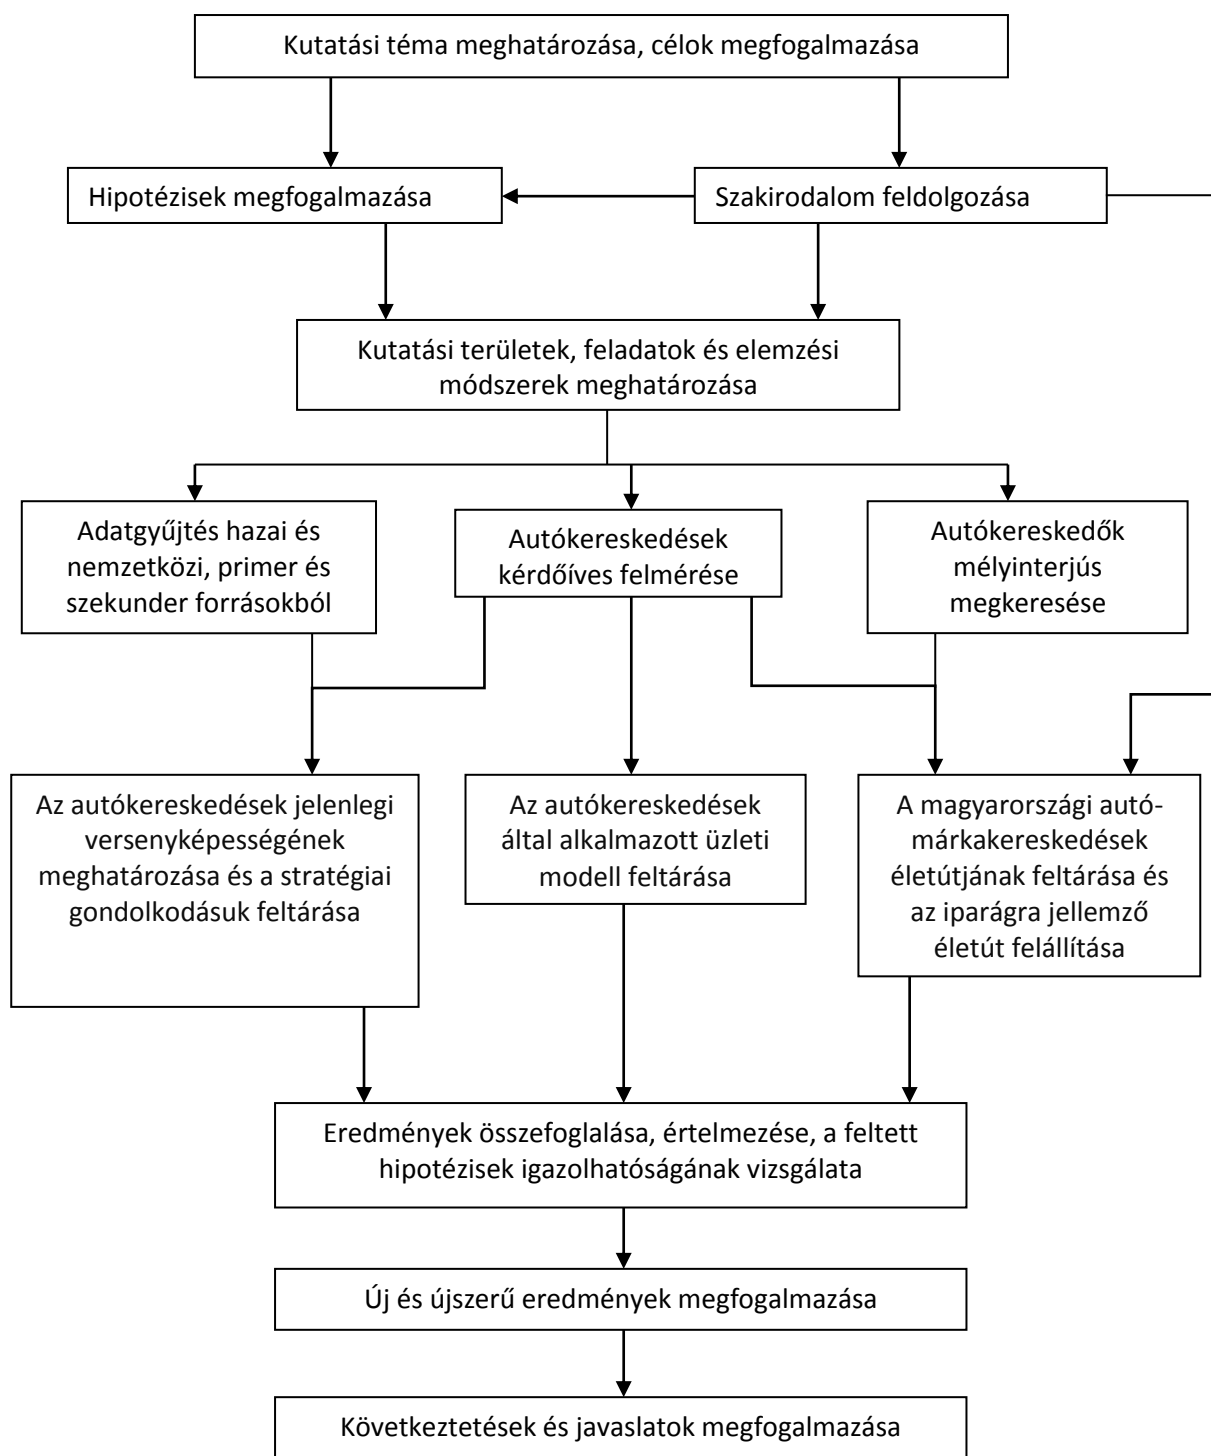 Kutatási téma meghatározása, célok megfogalmazása
Hipotézisek megfogalmazása
Szakirodalom feldolgozása
Kutatási területek, feladatok és elemzési
módszerek meghatározása
Adatgyűjtés hazai és
nemzetközi, primer és
szekunder forrásokból
Autókereskedések
kérdőíves felmérése
Autókereskedők
mélyinterjús
megkeresése
Az autókereskedések jelenlegi
versenyképességének
meghatározása és a stratégiai
gondolkodásuk feltárása
Az autókereskedések
által alkalmazott üzleti
modell feltárása
A magyarországi autó-
márkakereskedések
életútjának feltárása és
az iparágra jellemző
életút felállítása
Eredmények összefoglalása, értelmezése, a feltett
hipotézisek igazolhatóságának vizsgálata
Új és újszerű eredmények megfogalmazása
Következtetések és javaslatok megfogalmazása